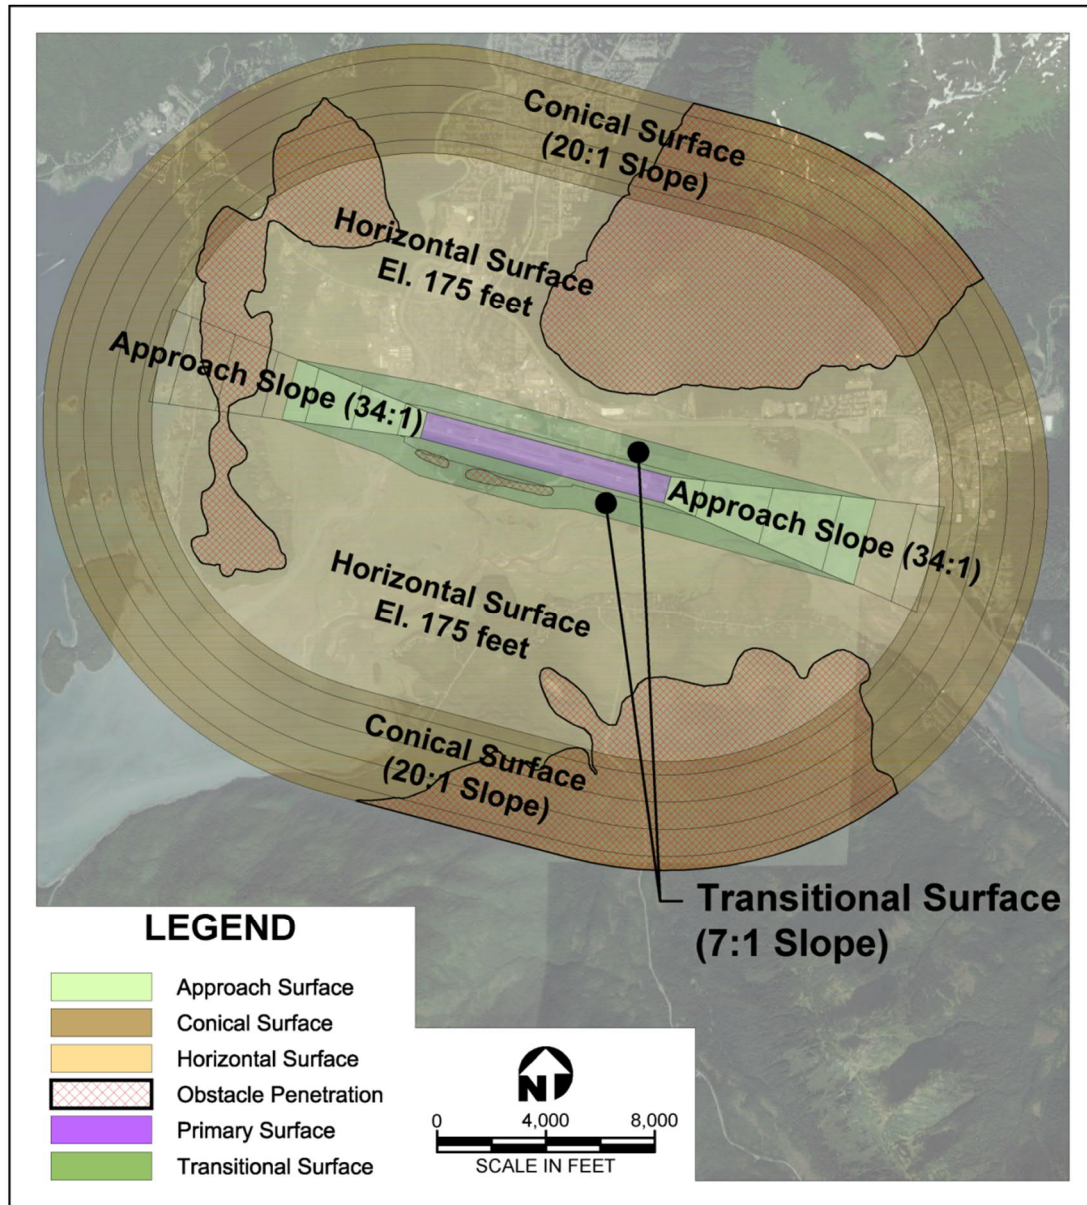 Conical Surface
(20:1 Slope)
Horizontal Surface
El. 175 feet
Approach Slope (34:1)
Approach Slope (34:1)
Horizontal Surface
El. 175 feet
Conical Surface
(20:1 Slope)
Transitional Surface
(7:1 Slope)
LEGEND
Approach Surface
Conical Surface
Horizontal Surface
Obstacle Penetration
Primary Surface
Transitional Surface
N
0 4,000 8,000
SCALE IN FEET